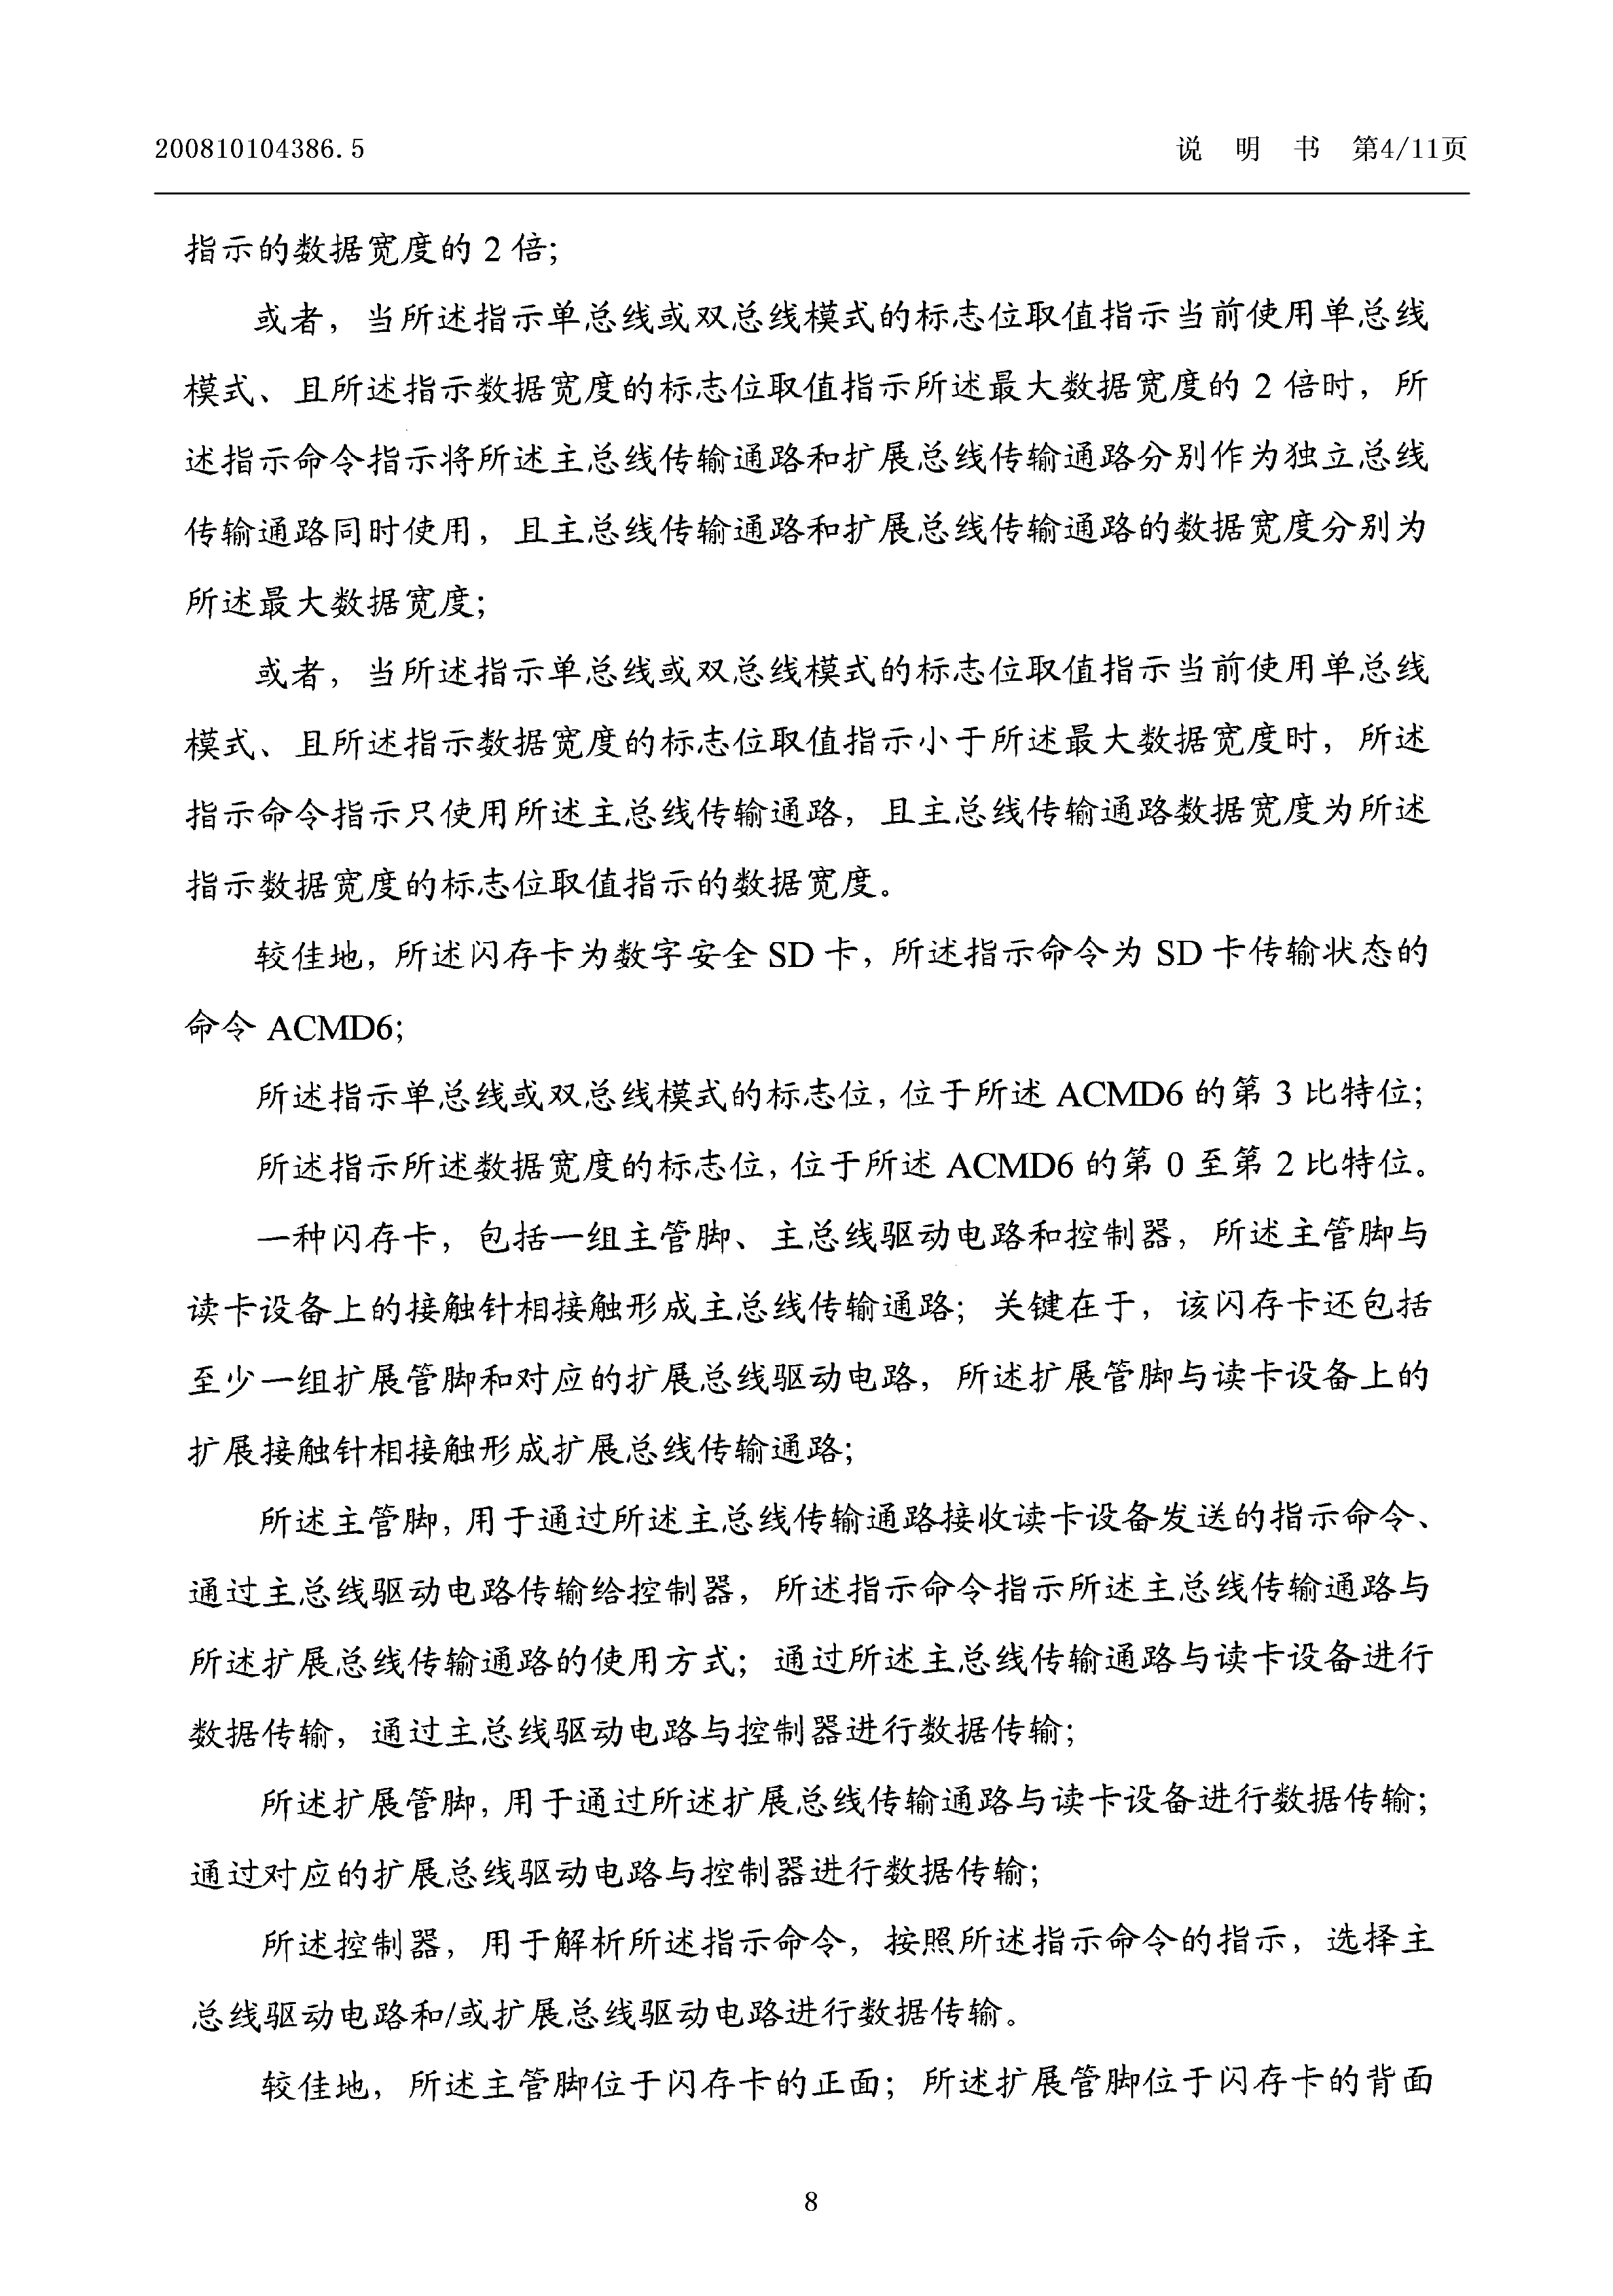 200810104386.5
说 明 书 第4/11页
指示的数据宽度的 2 倍;
或者，当所述指示单总线或双总线模式的标志位取值指示当前使用单总线
模式、且所述指示数据宽度的标志位取值指示所述最大数据宽度的 2 倍时，所
述指示命令指示将所述主总线传输通路和扩展总线传输通路分别作为独立总线
传输通路同时使用，且主总线传输通路和扩展总线传输通路的数据宽度分别为
所述最大数据宽度;
或者，当所述指示单总线或双总线模式的标志位取值指示当前使用单总线
模式、且所述指示数据宽度的标志位取值指示小于所述最大数据宽度时，所述
指示命令指示只使用所述主总线传输通路，且主总线传输通路数据宽度为所述
指示数据宽度的标志位取值指示的数据宽度。
较佳地，所述闪存卡为数字安全 SD 卡，所述指示命令为 SD 卡传输状态的
命令 ACMD6;
所述指示单总线或双总线模式的标志位, 位于所述 ACMD6 的第 3 比特位;
所述指示所述数据宽度的标志位, 位于所述 ACMD6 的第 0 至第 2 比特位。
一种闪存卡，包括一组主管脚、主总线驱动电路和控制器，所述主管脚与
读卡设备上的接触针相接触形成主总线传输通路；关键在于，该闪存卡还包括
至少一组扩展管脚和对应的扩展总线驱动电路，所述扩展管脚与读卡设备上的
扩展接触针相接触形成扩展总线传输通路;
所述主管脚, 用于通过所述主总线传输通路接收读卡设备发送的指示命令、
通过主总线驱动电路传输给控制器，所述指示命令指示所述主总线传输通路与
所述扩展总线传输通路的使用方式；通过所述主总线传输通路与读卡设备进行
数据传输，通过主总线驱动电路与控制器进行数据传输;
所述扩展管脚, 用于通过所述扩展总线传输通路与读卡设备进行数据传输;
通过对应的扩展总线驱动电路与控制器进行数据传输;
所述控制器，用于解析所述指示命令，按照所述指示命令的指示，选择主
总线驱动电路和/或扩展总线驱动电路进行数据传输。
较佳地，所述主管脚位于闪存卡的正面；所述扩展管脚位于闪存卡的背面
8